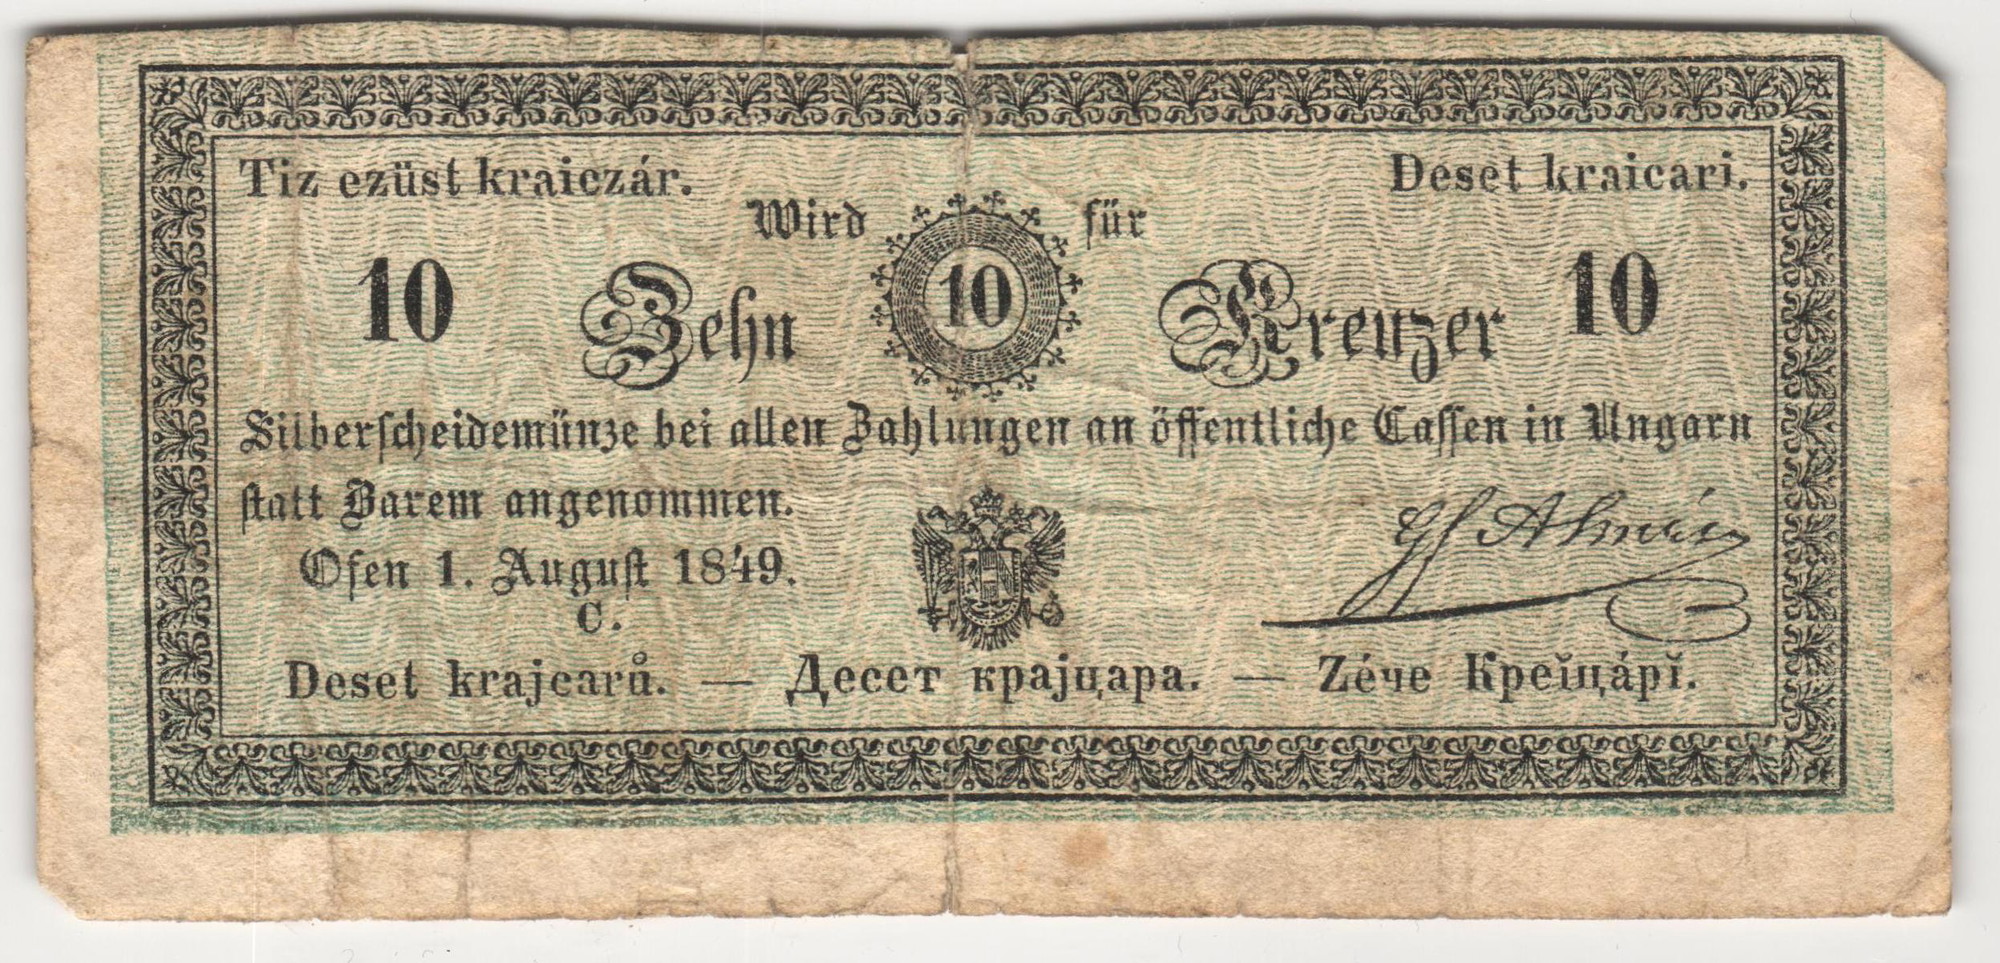 Tiz ezüst kraiczár.
Deset kraicari.
Wird für
10 Zehn 10 Kreuzer 10
Silberscheidemünze bei allen Zahlungen an öffentliche Cassen in Ungarn
statt Barem angenommen.
Ofen 1. August 1849.
C.
Deset krajcarů. — Десет крајцара. — Zéче Креĭцáрĭ.